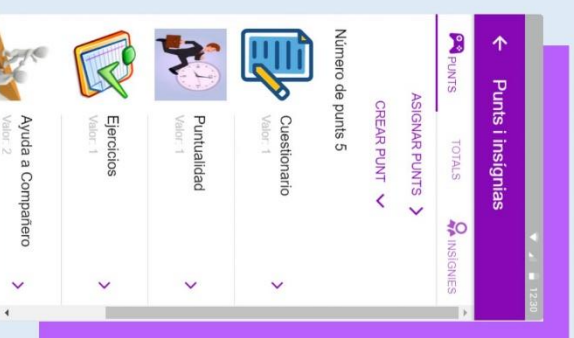 12:30
Punts i insígnias
PUNTS
TOTALS
INSÍGNIES
ASIGNAR PUNTS
CREAR PUNT
Número de punts 5
Cuestionario
Valor: 1
Puntualidad
Valor: 1
Ejercicios
Valor: 1
Ayuda a Compañero
Valor: 2